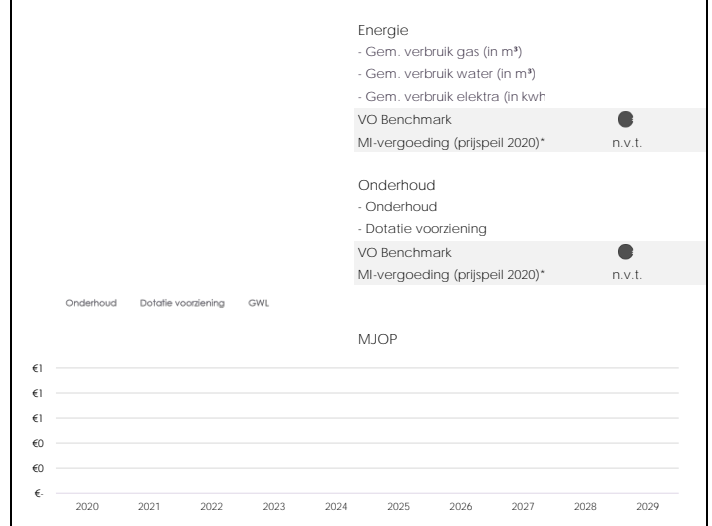 Energie
- Gem. verbruik gas (in m³)
- Gem. verbruik water (in m³)
- Gem. verbruik elektra (in kwh
VO Benchmark
MI-vergoeding (prijspeil 2020)* n.v.t.
Onderhoud
- Onderhoud
- Dotatie voorziening
VO Benchmark
MI-vergoeding (prijspeil 2020)* n.v.t.
Onderhoud Dotatie voorziening GWL
MJOP
€1
€1
€1
€0
€0
€-
2020 2021 2022 2023 2024 2025 2026 2027 2028 2029